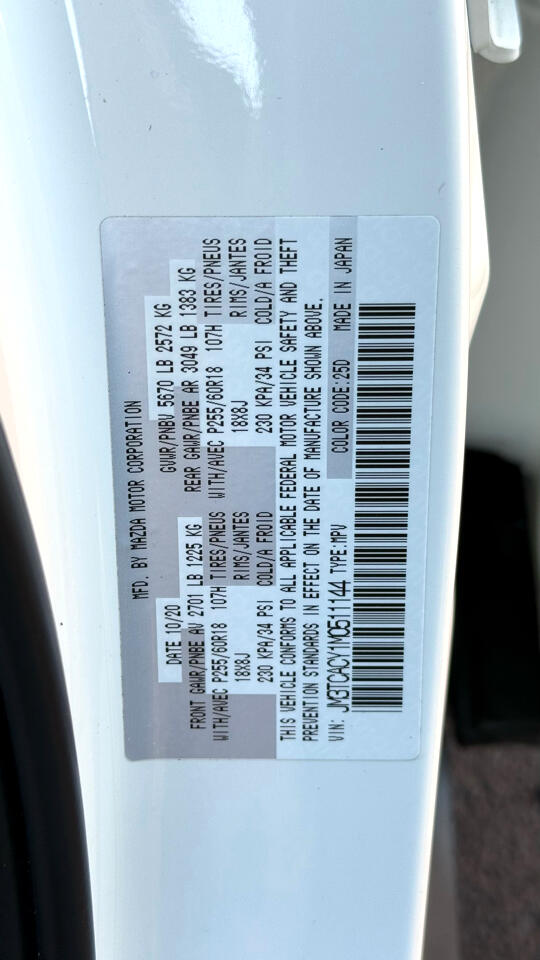 MFD. BY MAZDA MOTOR CORPORATION
DATE 10/20 GVWR/PNBV 5670 LB 2572 KG
FRONT GAWR/PNBE AV 2701 LB 1225 KG REAR GAWR/PNBE AR 3049 LB 1383 KG
WITH/AVEC P255/60R18 107H TIRES/PNEUS WITH/AVEC P255/60R18 107H TIRES/PNEUS
18X8J RIMS/JANTES 18X8J RIMS/JANTES
230 KPA/34 PSI COLD/A FROID 230 KPA/34 PSI COLD/A FROID
THIS VEHICLE CONFORMS TO ALL APPLICABLE FEDERAL MOTOR VEHICLE SAFETY AND THEFT
PREVENTION STANDARDS IN EFFECT ON THE DATE OF MANUFACTURE SHOWN ABOVE.
VIN: JM3TCACY1M0511144 TYPE:MPV COLOR CODE:25D MADE IN JAPAN